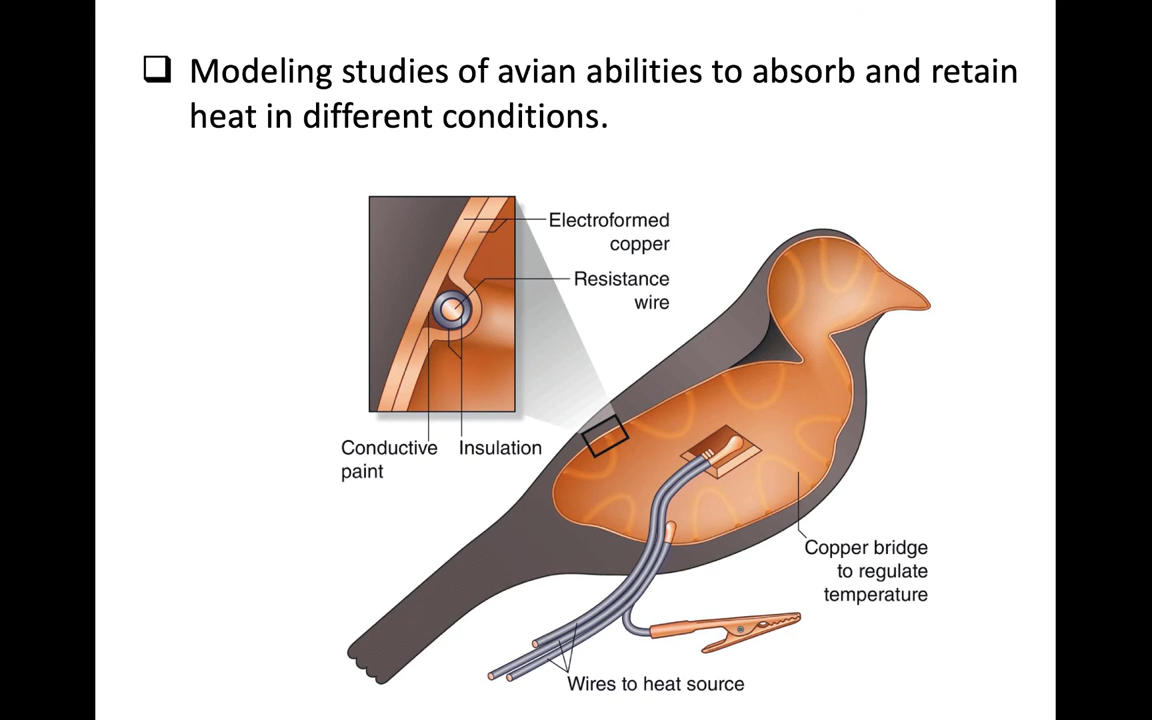 Modeling studies of avian abilities to absorb and retain
heat in different conditions.
Electroformed
copper
Resistance
wire
Conductive
paint
Insulation
Copper bridge
to regulate
temperature
Wires to heat source